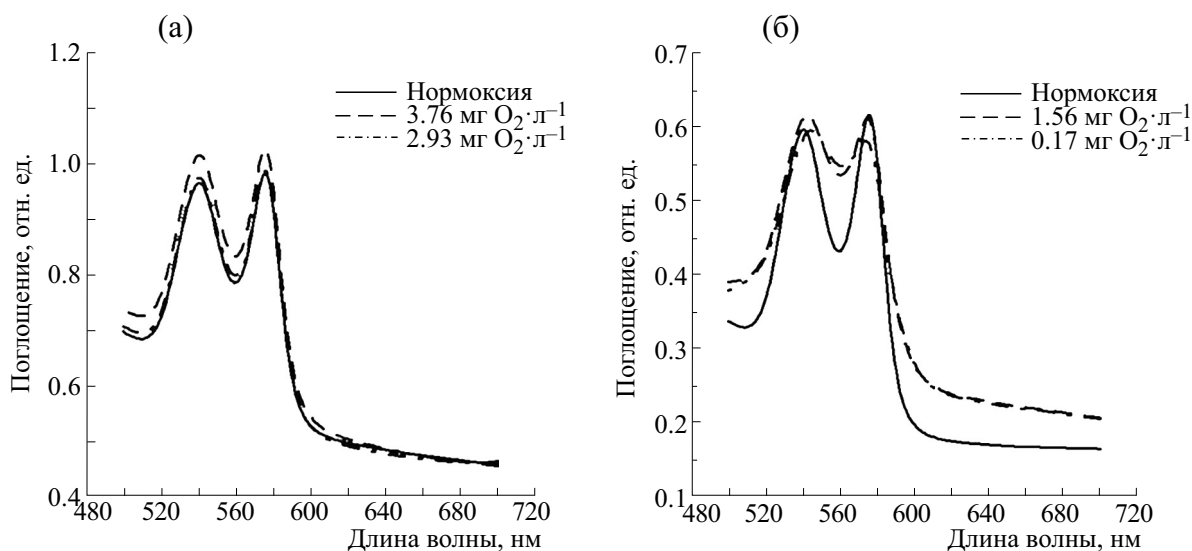 (а)
1.2
1.0
0.8
0.6
0.4
Поглощение, отн. ед.
Нормоксия
3.76 мг O₂·л⁻¹
2.93 мг O₂·л⁻¹
480 520 560 600 640 680 720
Длина волны, нм
(б)
0.7
0.6
0.5
0.4
0.3
0.2
0.1
Поглощение, отн. ед.
Нормоксия
1.56 мг O₂·л⁻¹
0.17 мг O₂·л⁻¹
480 520 560 600 640 680 720
Длина волны, нм